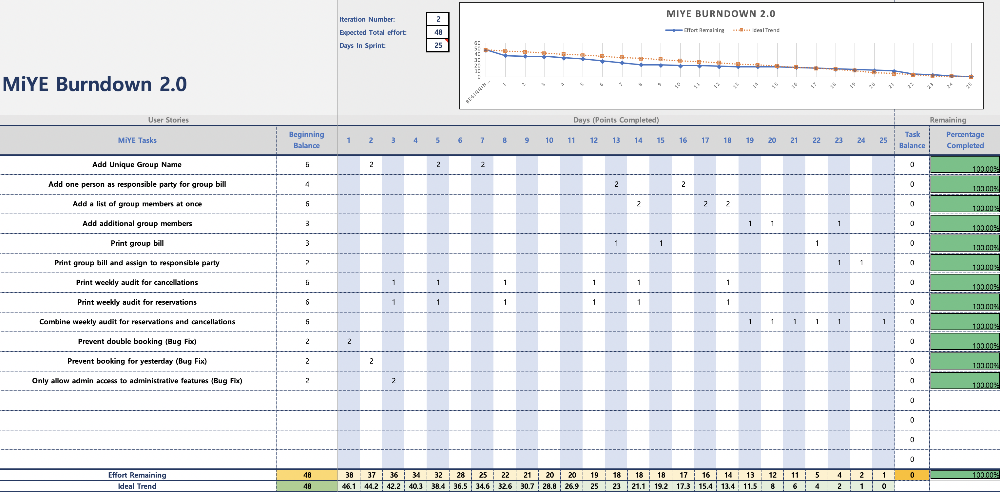 Iteration Number: 2
Expected Total effort: 48
Days In Sprint: 25
MiYE Burndown 2.0
MIYE BURNDOWN 2.0
Effort Remaining Ideal Trend
60
50
40
30
20
10
0
BEGINNIN... 1 2 3 4 5 6 7 8 9 10 11 12 13 14 15 16 17 18 19 20 21 22 23 24 25
User Stories Days (Points Completed) Remaining
MiYE Tasks Beginning Balance 1 2 3 4 5 6 7 8 9 10 11 12 13 14 15 16 17 18 19 20 21 22 23 24 25 Task Balance Percentage Completed
Add Unique Group Name 6 2 2 2 0 100.00%
Add one person as responsible party for group bill 4 2 2 0 100.00%
Add a list of group members at once 6 2 2 2 0 100.00%
Add additional group members 3 1 1 1 0 100.00%
Print group bill 3 1 1 1 0 100.00%
Print group bill and assign to responsible party 2 1 1 0 100.00%
Print weekly audit for cancellations 6 1 1 1 1 1 1 0 100.00%
Print weekly audit for reservations 6 1 1 1 1 1 1 0 100.00%
Combine weekly audit for reservations and cancellations 6 1 1 1 1 1 1 0 100.00%
Prevent double booking (Bug Fix) 2 2 0 100.00%
Prevent booking for yesterday (Bug Fix) 2 2 0 100.00%
Only allow admin access to administrative features (Bug Fix) 2 2 0 100.00%
0
0
0
0
Effort Remaining 48 38 37 36 34 32 28 25 22 21 20 20 19 18 18 18 17 16 14 13 12 11 5 4 2 1 0 100.00%
Ideal Trend 48 46.1 44.2 42.2 40.3 38.4 36.5 34.6 32.6 30.7 28.8 26.9 25 23 21.1 19.2 17.3 15.4 13.4 11.5 8 6 4 2 1 0